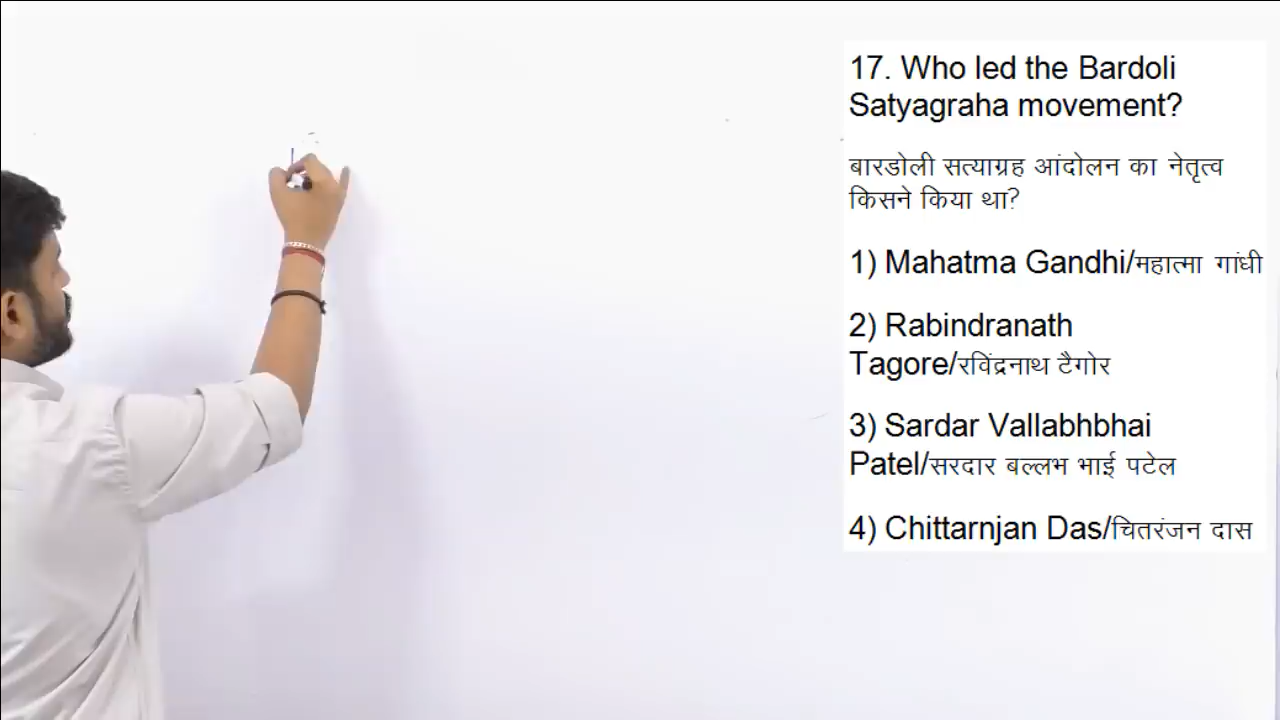 17. Who led the Bardoli
Satyagraha movement?
बारडोली सत्याग्रह आंदोलन का नेतृत्व
किसने किया था?
1) Mahatma Gandhi/महात्मा गांधी
2) Rabindranath
Tagore/रविंद्रनाथ टैगोर
3) Sardar Vallabhbhai
Patel/सरदार बल्लभ भाई पटेल
4) Chittarnjan Das/चितरंजन दास